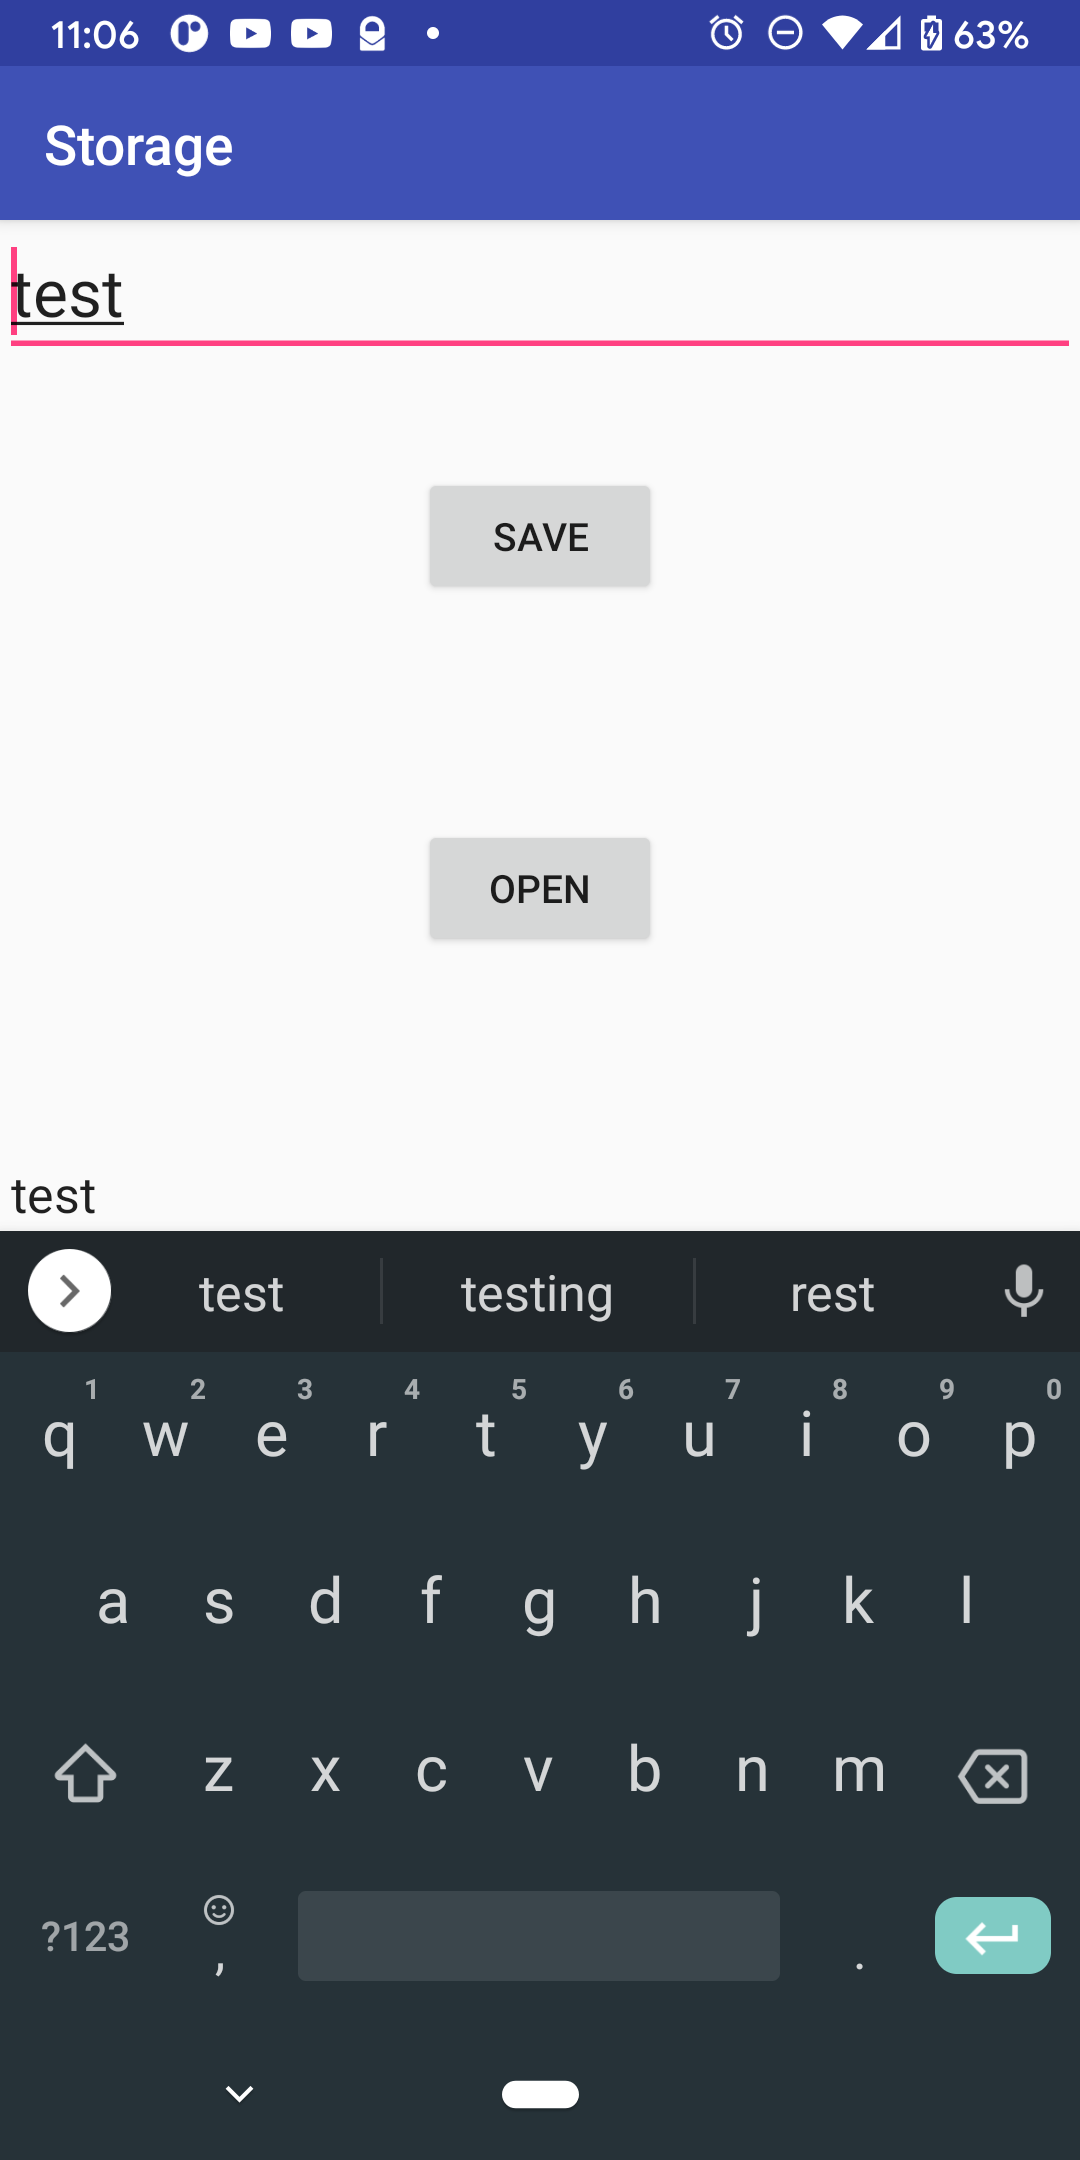 11:06 63%
Storage
test
SAVE
OPEN
test
test testing rest
1 2 3 4 5 6 7 8 9 0
q w e r t y u i o p
a s d f g h j k l
z x c v b n m
?123 , .